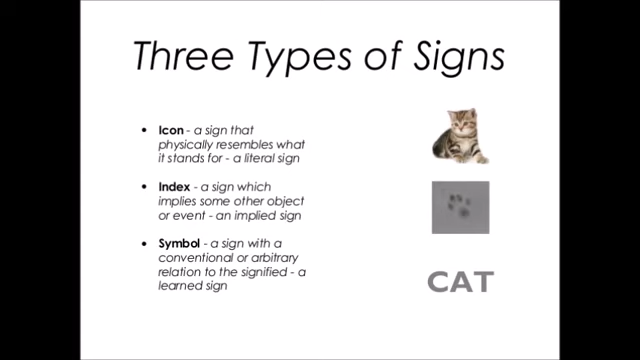 Three Types of Signs
• Icon - a sign that
physically resembles what
it stands for - a literal sign
• Index - a sign which
implies some other object
or event - an implied sign
• Symbol - a sign with a
conventional or arbitrary
relation to the signified - a
learned sign
CAT